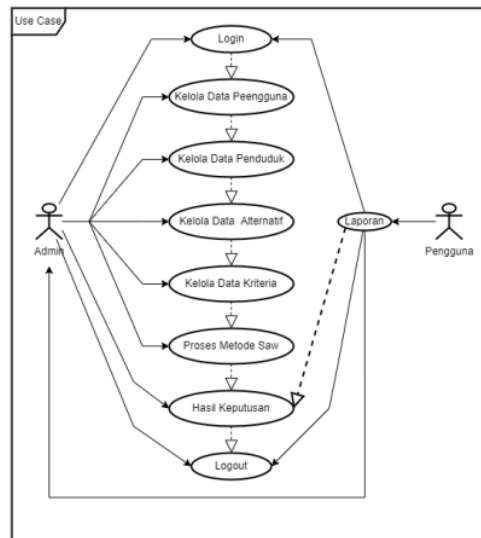 Use Case
Login
Kelola Data Peengguna
Kelola Data Penduduk
Kelola Data Alternatif
Laporan
Admin
Pengguna
Kelola Data Kriteria
Proses Metode Saw
Hasil Keputusan
Logout